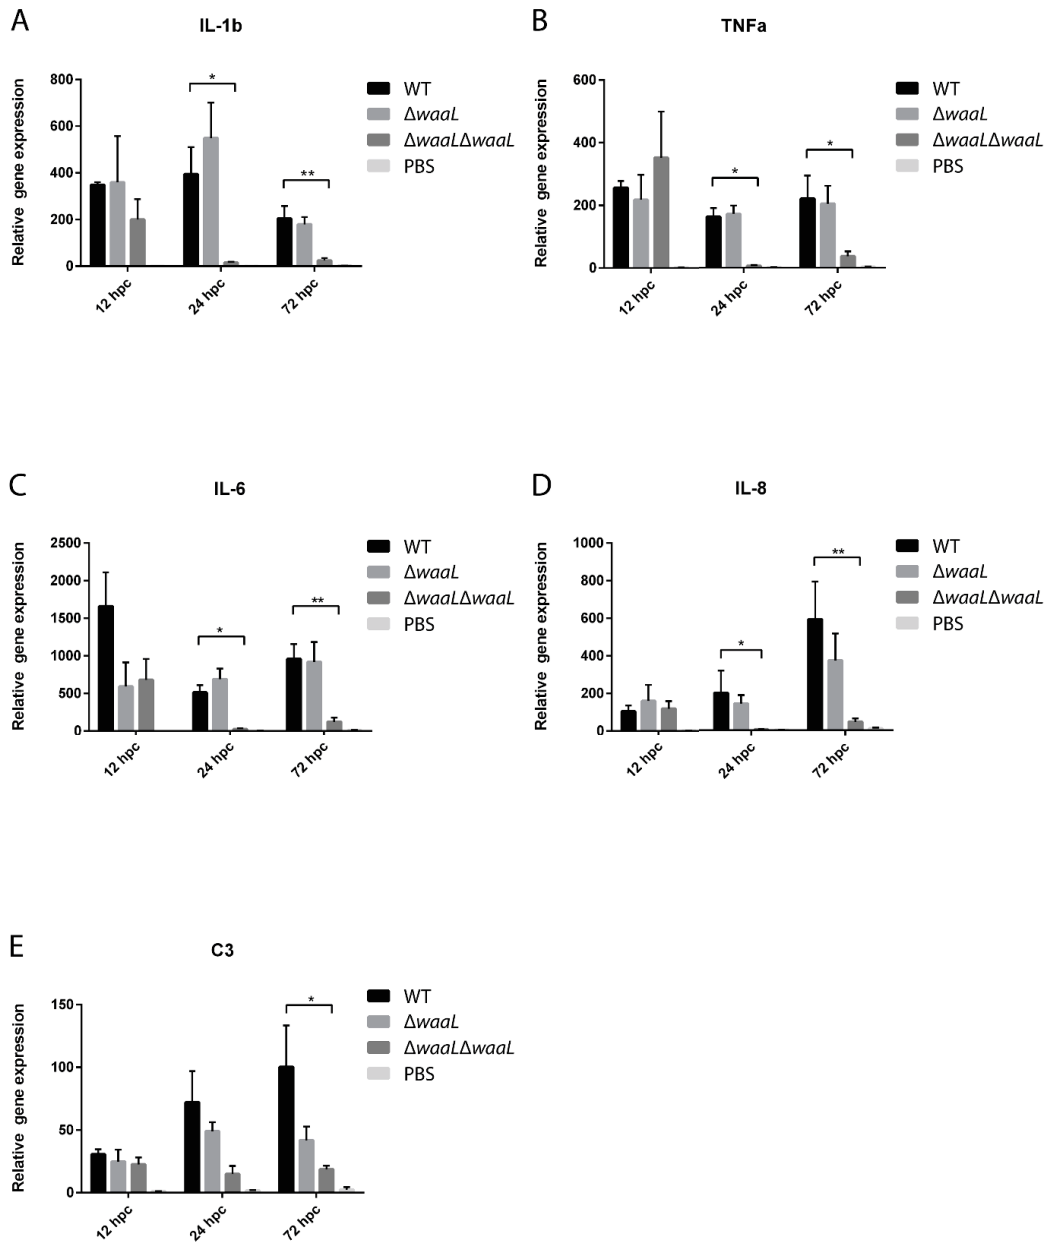 A
IL-1b
Relative gene expression
800
600
400
200
0
*
**
12 hpc
24 hpc
72 hpc
WT
ΔwaaL
ΔwaaLΔwaaL
PBS
B
TNFa
Relative gene expression
600
400
200
0
*
*
12 hpc
24 hpc
72 hpc
WT
ΔwaaL
ΔwaaLΔwaaL
PBS
C
IL-6
Relative gene expression
2500
2000
1500
1000
500
0
*
**
12 hpc
24 hpc
72 hpc
WT
ΔwaaL
ΔwaaLΔwaaL
PBS
D
IL-8
Relative gene expression
1000
800
600
400
200
0
*
**
12 hpc
24 hpc
72 hpc
WT
ΔwaaL
ΔwaaLΔwaaL
PBS
E
C3
Relative gene expression
150
100
50
0
*
12 hpc
24 hpc
72 hpc
WT
ΔwaaL
ΔwaaLΔwaaL
PBS